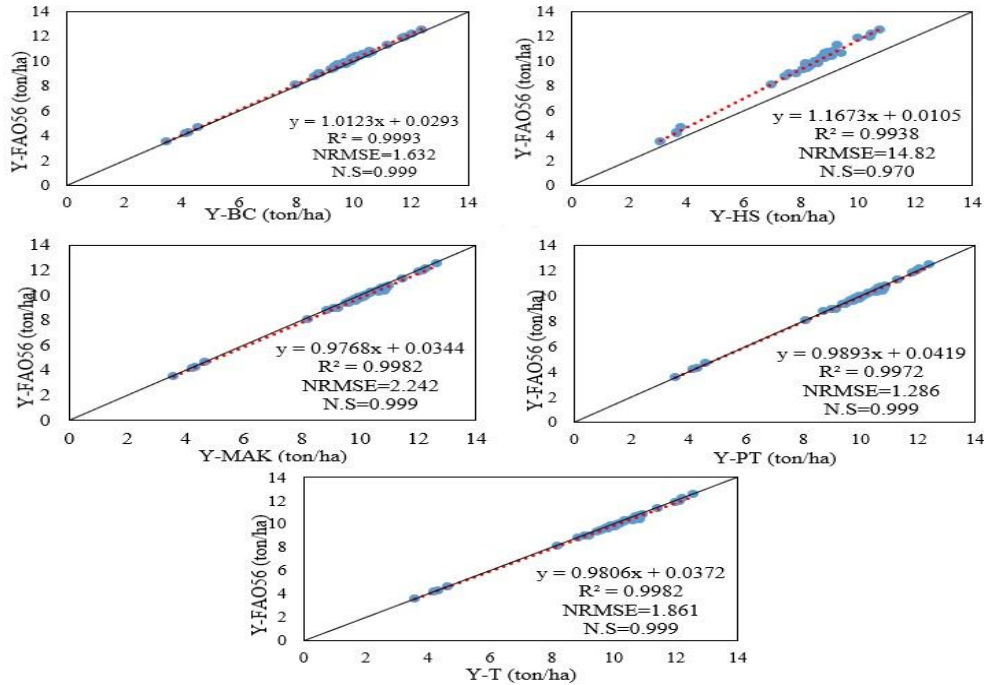 14
12
10
8
6
4
2
0
Y-FAO56 (ton/ha)
y = 1.0123x + 0.0293
R² = 0.9993
NRMSE=1.632
N.S=0.999
0 2 4 6 8 10 12 14
Y-BC (ton/ha)
14
12
10
8
6
4
2
0
Y-FAO56 (ton/ha)
y = 1.1673x + 0.0105
R² = 0.9938
NRMSE=14.82
N.S=0.970
0 2 4 6 8 10 12 14
Y-HS (ton/ha)
14
12
10
8
6
4
2
0
Y-FAO56 (ton/ha)
y = 0.9768x + 0.0344
R² = 0.9982
NRMSE=2.242
N.S=0.999
0 2 4 6 8 10 12 14
Y-MAK (ton/ha)
14
12
10
8
6
4
2
0
Y-FAO56 (ton/ha)
y = 0.9893x + 0.0419
R² = 0.9972
NRMSE=1.286
N.S=0.999
0 2 4 6 8 10 12 14
Y-PT (ton/ha)
14
12
10
8
6
4
2
0
Y-FAO56 (ton/ha)
y = 0.9806x + 0.0372
R² = 0.9982
NRMSE=1.861
N.S=0.999
0 2 4 6 8 10 12 14
Y-T (ton/ha)